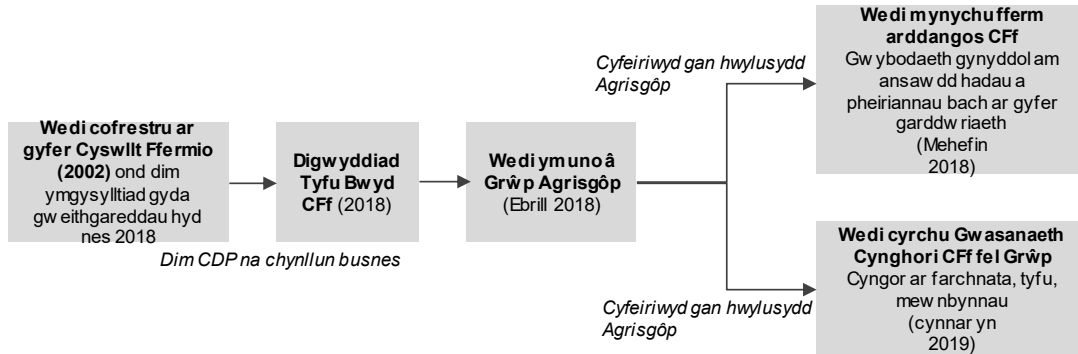 Wedi cofrestru ar
gyfer Cyswllt Ffermio
(2002) ond dim
ymgysylltiad gyda
gweithgareddau hyd
nes 2018
Dim CDP na chynllun busnes
Digwyddiad
Tyfu Bwyd
CFf (2018)
Wedi ymuno â
Grŵp Agrisgôp
(Ebrill 2018)
Cyfeiriwyd gan hwylusydd
Agrisgôp
Wedi mynychu fferm
arddangos CFf
Gwybodaeth gynyddol am
ansawdd hadau a
pheiriannau bach ar gyfer
garddwriaeth
(Mehefin
2018)
Cyfeiriwyd gan hwylusydd
Agrisgôp
Wedi cyrchu Gwasanaeth
Cynghori CFf fel Grŵp
Cyngor ar farchnata, tyfu,
mewnbynnau
(cynnar yn
2019)